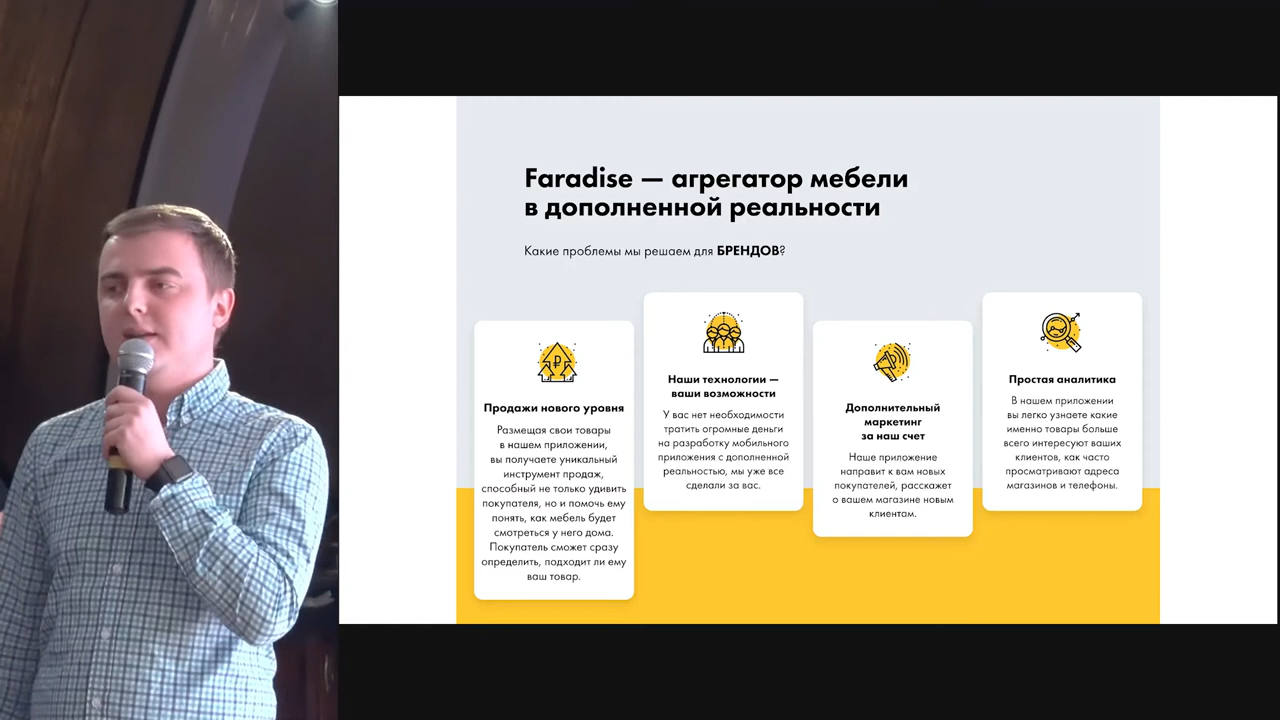 Faradise — агрегатор мебели
в дополненной реальности
Какие проблемы мы решаем для БРЕНДОВ?
Продажи нового уровня
Размещая свои товары
в нашем приложении,
вы получаете уникальный
инструмент продаж,
способный не только удивить
покупателя, но и помочь ему
понять, как мебель будет
смотреться у него дома.
Покупатель сможет сразу
определить, подходит ли ему
ваш товар.
Наши технологии —
ваши возможности
У вас нет необходимости
тратить огромные деньги
на разработку мобильного
приложения с дополненной
реальностью, мы уже все
сделали за вас.
Дополнительный
маркетинг
за наш счет
Наше приложение
направит к вам новых
покупателей, расскажет
о вашем магазине новым
клиентам.
Простая аналитика
В нашем приложении
вы легко узнаете какие
именно товары больше
всего интересуют ваших
клиентов, как часто
просматривают адреса
магазинов и телефоны.